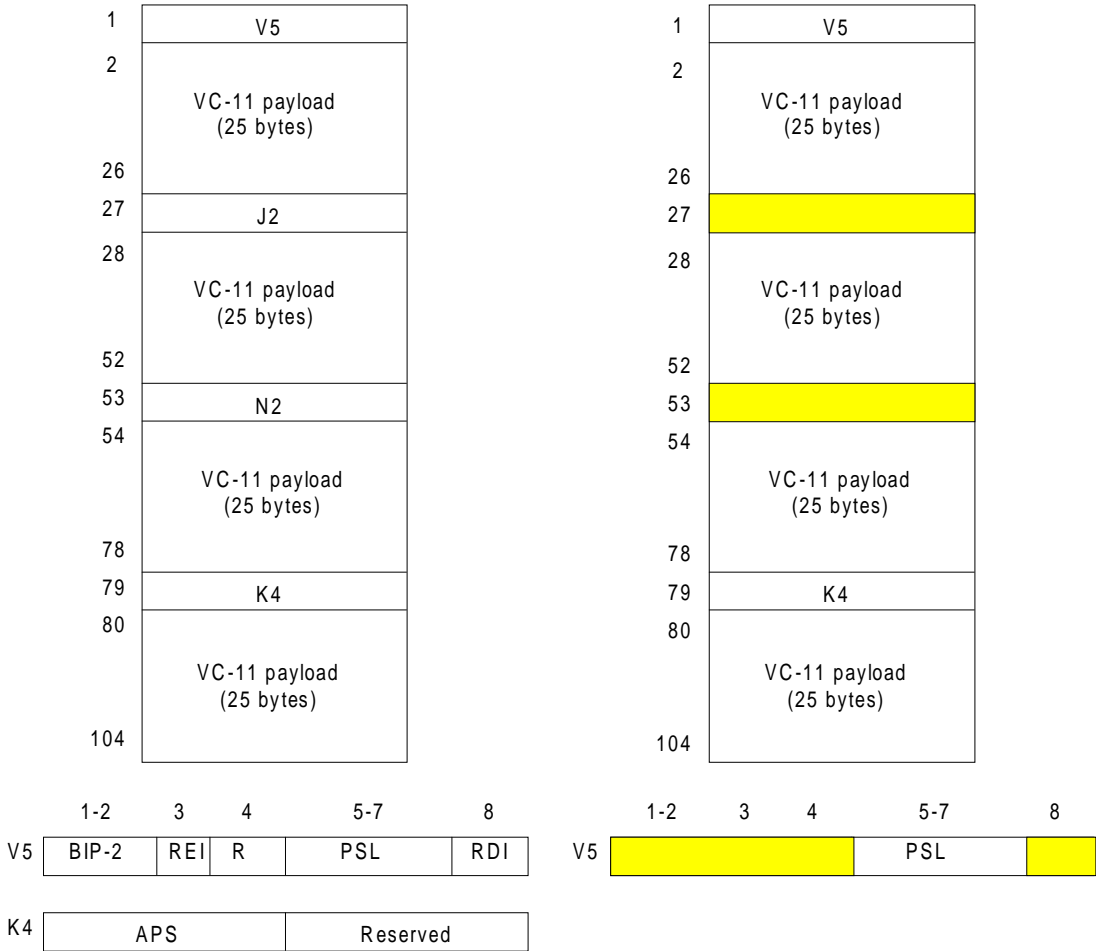 1 V5
2
VC-11 payload
(25 bytes)
26
27 J2
28
VC-11 payload
(25 bytes)
52
53 N2
54
VC-11 payload
(25 bytes)
78
79 K4
80
VC-11 payload
(25 bytes)
104
1-2 3 4 5-7 8
V5 BIP-2 REI R PSL RDI
K4 APS Reserved
1 V5
2
VC-11 payload
(25 bytes)
26
27
28
VC-11 payload
(25 bytes)
52
53
54
VC-11 payload
(25 bytes)
78
79 K4
80
VC-11 payload
(25 bytes)
104
1-2 3 4 5-7 8
V5 PSL